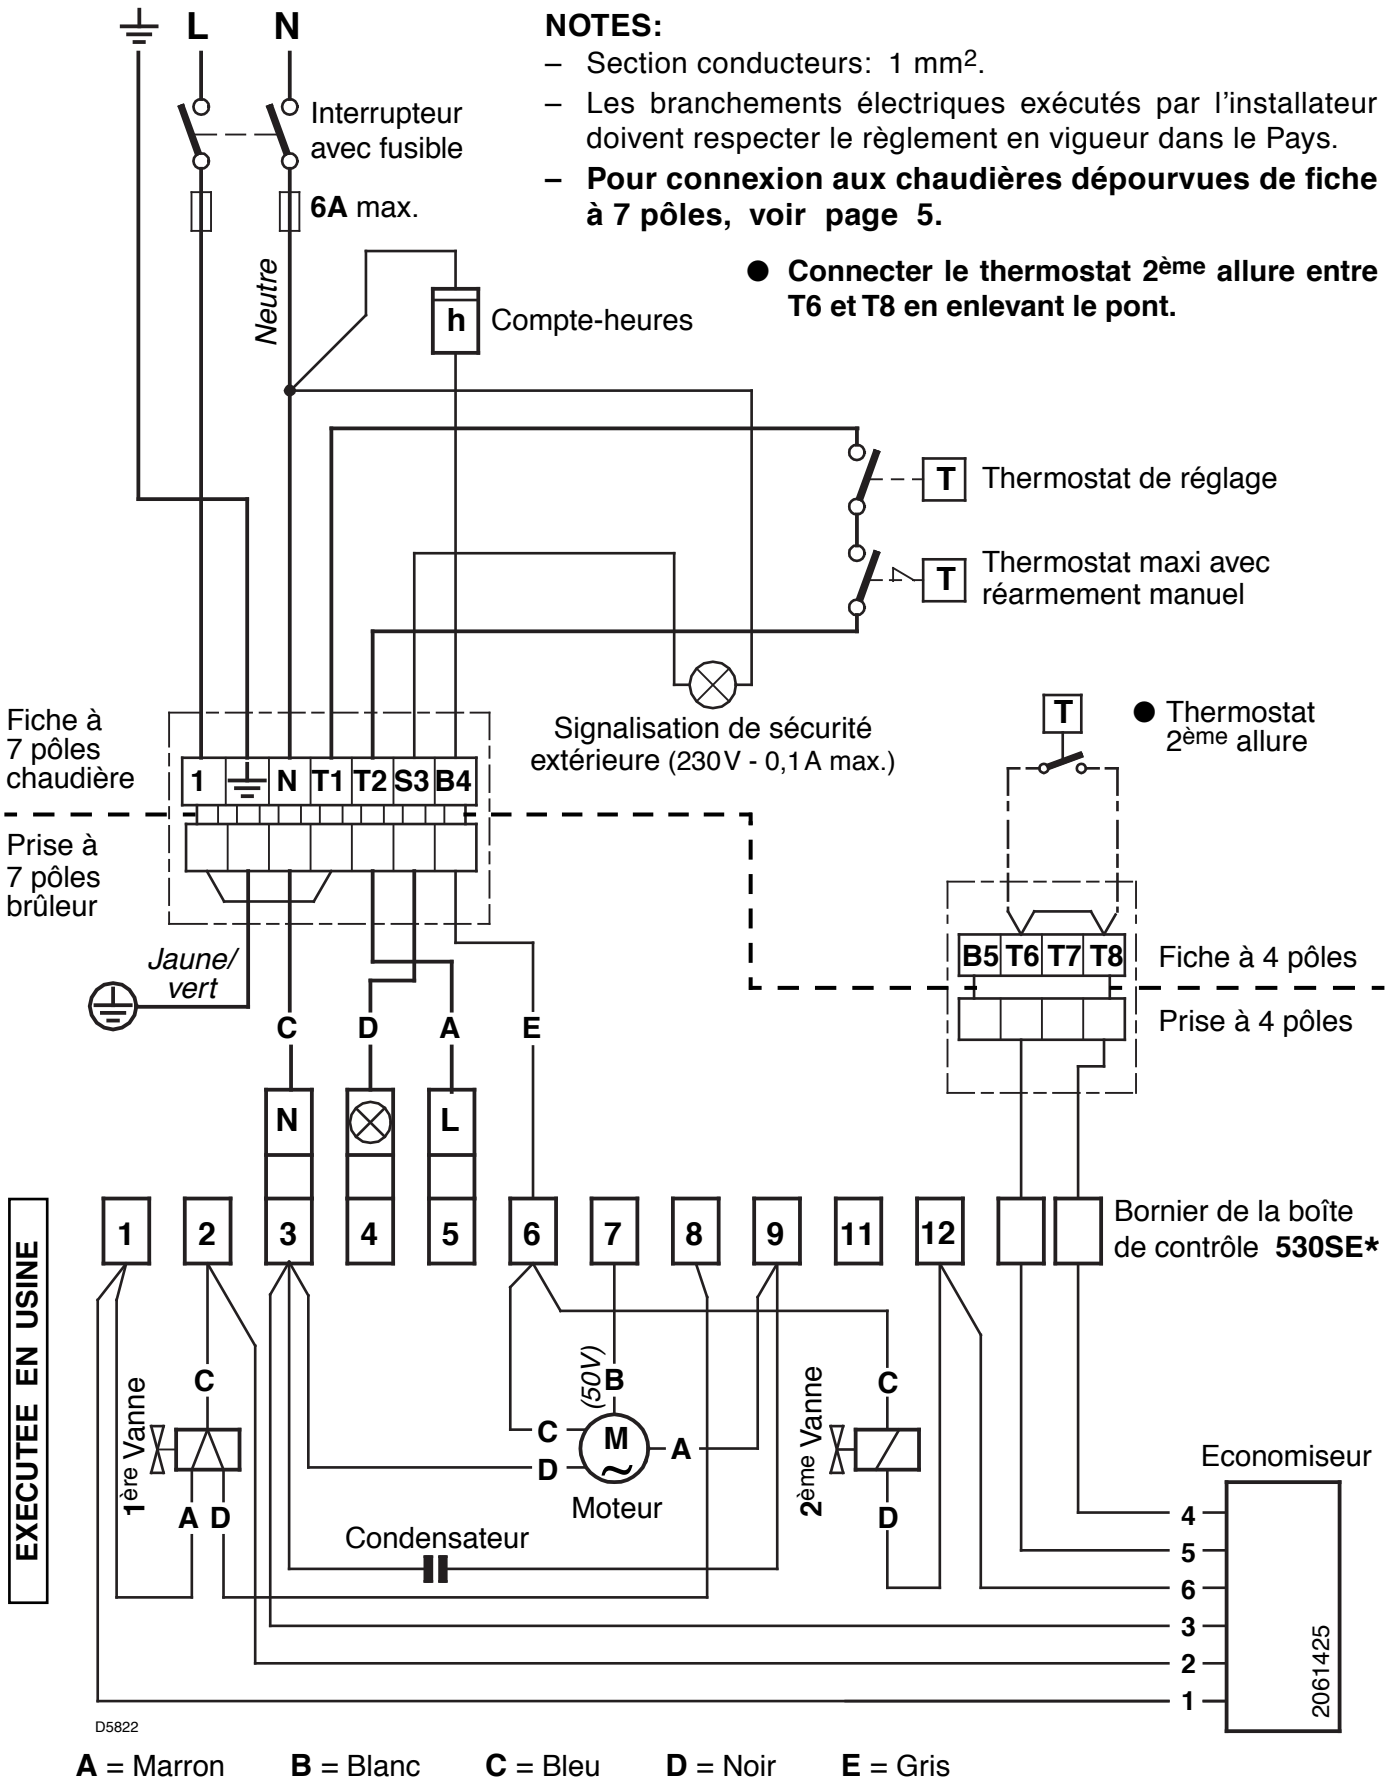 L N
NOTES:
– Section conducteurs: 1 mm².
– Les branchements électriques exécutés par l'installateur
doivent respecter le règlement en vigueur dans le Pays.
– Pour connexion aux chaudières dépourvues de fiche
à 7 pôles, voir page 5.
● Connecter le thermostat 2ème allure entre
T6 et T8 en enlevant le pont.
Interrupteur
avec fusible
6A max.
Neutre
h Compte-heures
T Thermostat de réglage
T Thermostat maxi avec
réarmement manuel
Signalisation de sécurité
extérieure (230V - 0,1A max.)
T ● Thermostat
2ème allure
Fiche à
7 pôles
chaudière
1 N T1 T2 S3 B4
Prise à
7 pôles
brûleur
Jaune/
vert
B5 T6 T7 T8 Fiche à 4 pôles
Prise à 4 pôles
C D A E
N L
1 2 3 4 5 6 7 8 9 11 12
Bornier de la boîte
de contrôle 530SE*
EXECUTEE EN USINE
1ère Vanne
C
A D
(50V)
B
C
D
M
~
A
Moteur
Condensateur
2ème Vanne
C
D
Economiseur
4
5
6
3
2
1
2061425
D5822
A = Marron B = Blanc C = Bleu D = Noir E = Gris